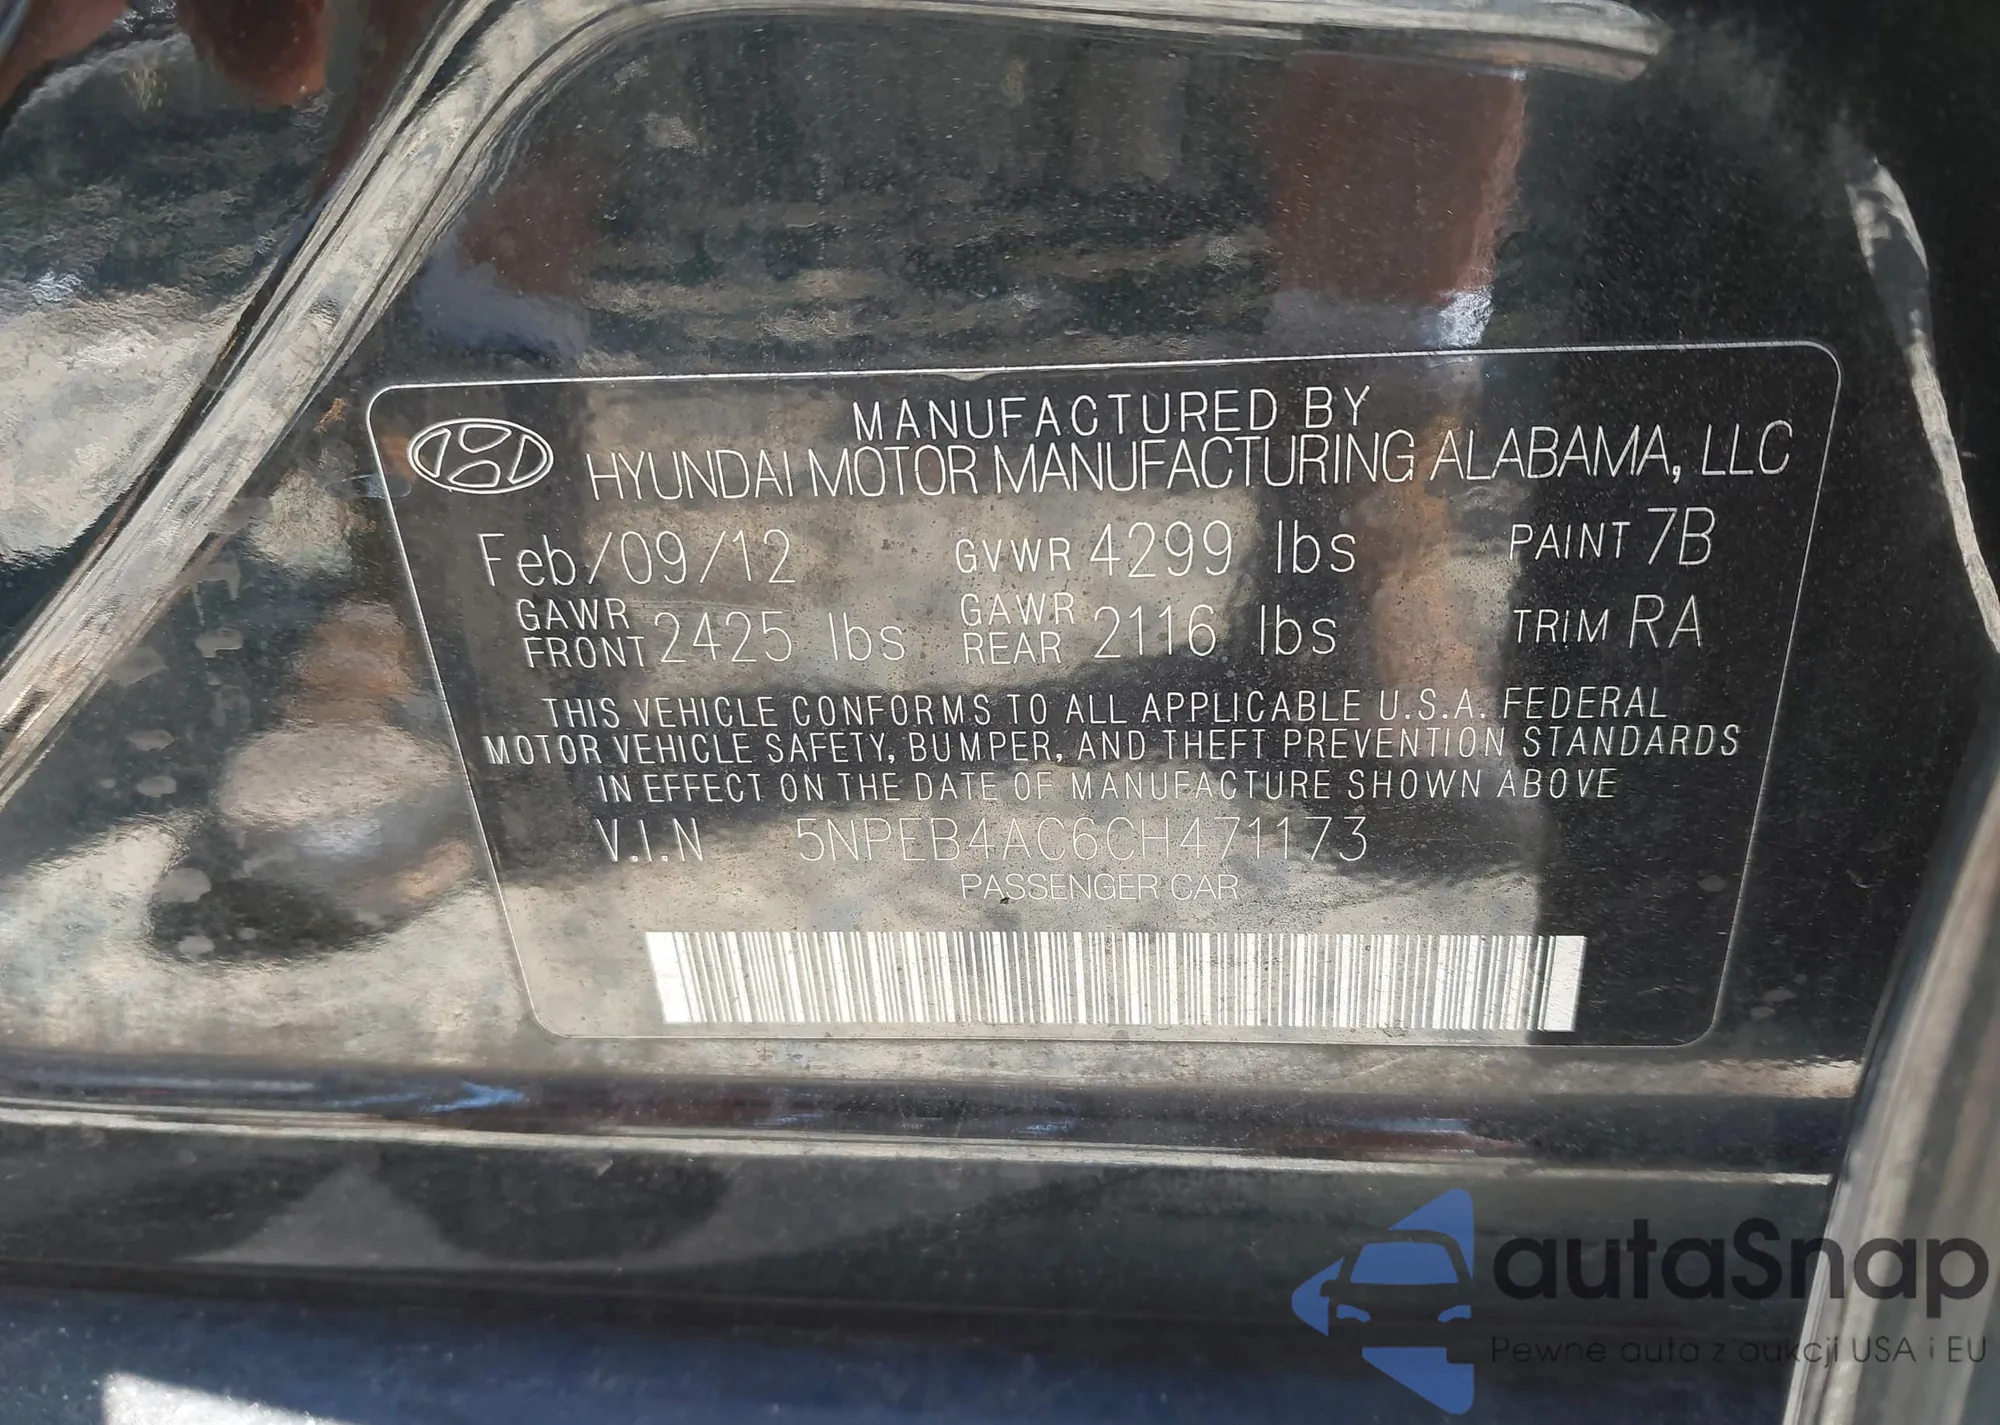 MANUFACTURED BY
HYUNDAI MOTOR MANUFACTURING ALABAMA, LLC
Feb/09/12 GVWR 4299 lbs PAINT 7B
GAWR FRONT 2425 lbs GAWR REAR 2116 lbs TRIM RA
THIS VEHICLE CONFORMS TO ALL APPLICABLE U.S.A. FEDERAL
MOTOR VEHICLE SAFETY, BUMPER, AND THEFT PREVENTION STANDARDS
IN EFFECT ON THE DATE OF MANUFACTURE SHOWN ABOVE
V.I.N 5NPEB4AC6CH471173
PASSENGER CAR
autaSnap
Pewne auta z aukcji USA i EU